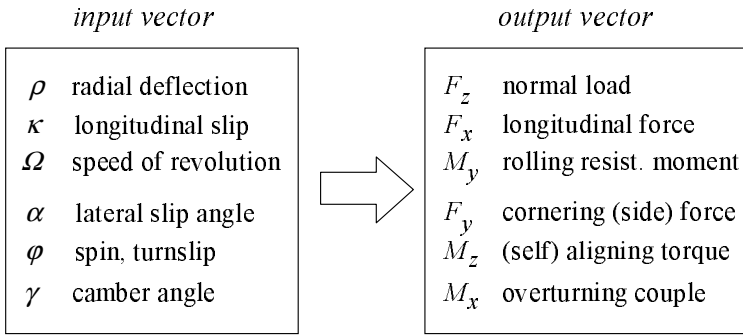 input vector
output vector
ρ radial deflection
κ longitudinal slip
Ω speed of revolution
α lateral slip angle
φ spin, turnslip
γ camber angle
F_z normal load
F_x longitudinal force
M_y rolling resist. moment
F_y cornering (side) force
M_z (self) aligning torque
M_x overturning couple